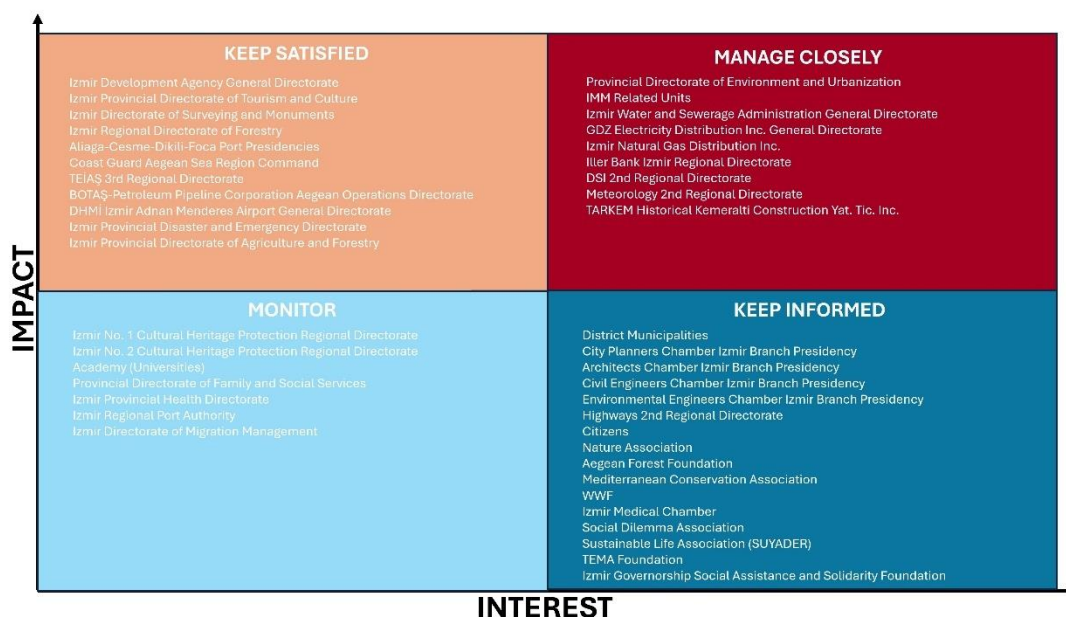 KEEP SATISFIED
Izmir Development Agency General Directorate
Izmir Provincial Directorate of Tourism and Culture
Izmir Directorate of Surveying and Monuments
Izmir Regional Directorate of Forestry
Aliaga-Cesme-Dikili-Foca Port Presidencies
Coast Guard Aegean Sea Region Command
TEİAŞ 3rd Regional Directorate
BOTAŞ-Petroleum Pipeline Corporation Aegean Operations Directorate
DHMİ Izmir Adnan Menderes Airport General Directorate
Izmir Provincial Disaster and Emergency Directorate
Izmir Provincial Directorate of Agriculture and Forestry
MANAGE CLOSELY
Provincial Directorate of Environment and Urbanization
IMM Related Units
Izmir Water and Sewerage Administration General Directorate
GDZ Electricity Distribution Inc. General Directorate
Izmir Natural Gas Distribution Inc.
Iller Bank Izmir Regional Directorate
DSI 2nd Regional Directorate
Meteorology 2nd Regional Directorate
TARKEM Historical Kemeralti Construction Yat. Tic. Inc.
IMPACT
MONITOR
Izmir No. 1 Cultural Heritage Protection Regional Directorate
Izmir No. 2 Cultural Heritage Protection Regional Directorate
Academy (Universities)
Provincial Directorate of Family and Social Services
Izmir Provincial Health Directorate
Izmir Regional Port Authority
Izmir Directorate of Migration Management
KEEP INFORMED
District Municipalities
City Planners Chamber Izmir Branch Presidency
Architects Chamber Izmir Branch Presidency
Civil Engineers Chamber Izmir Branch Presidency
Environmental Engineers Chamber Izmir Branch Presidency
Highways 2nd Regional Directorate
Citizens
Nature Association
Aegean Forest Foundation
Mediterranean Conservation Association
WWF
Izmir Medical Chamber
Social Dilemma Association
Sustainable Life Association (SUYADER)
TEMA Foundation
Izmir Governorship Social Assistance and Solidarity Foundation
INTEREST